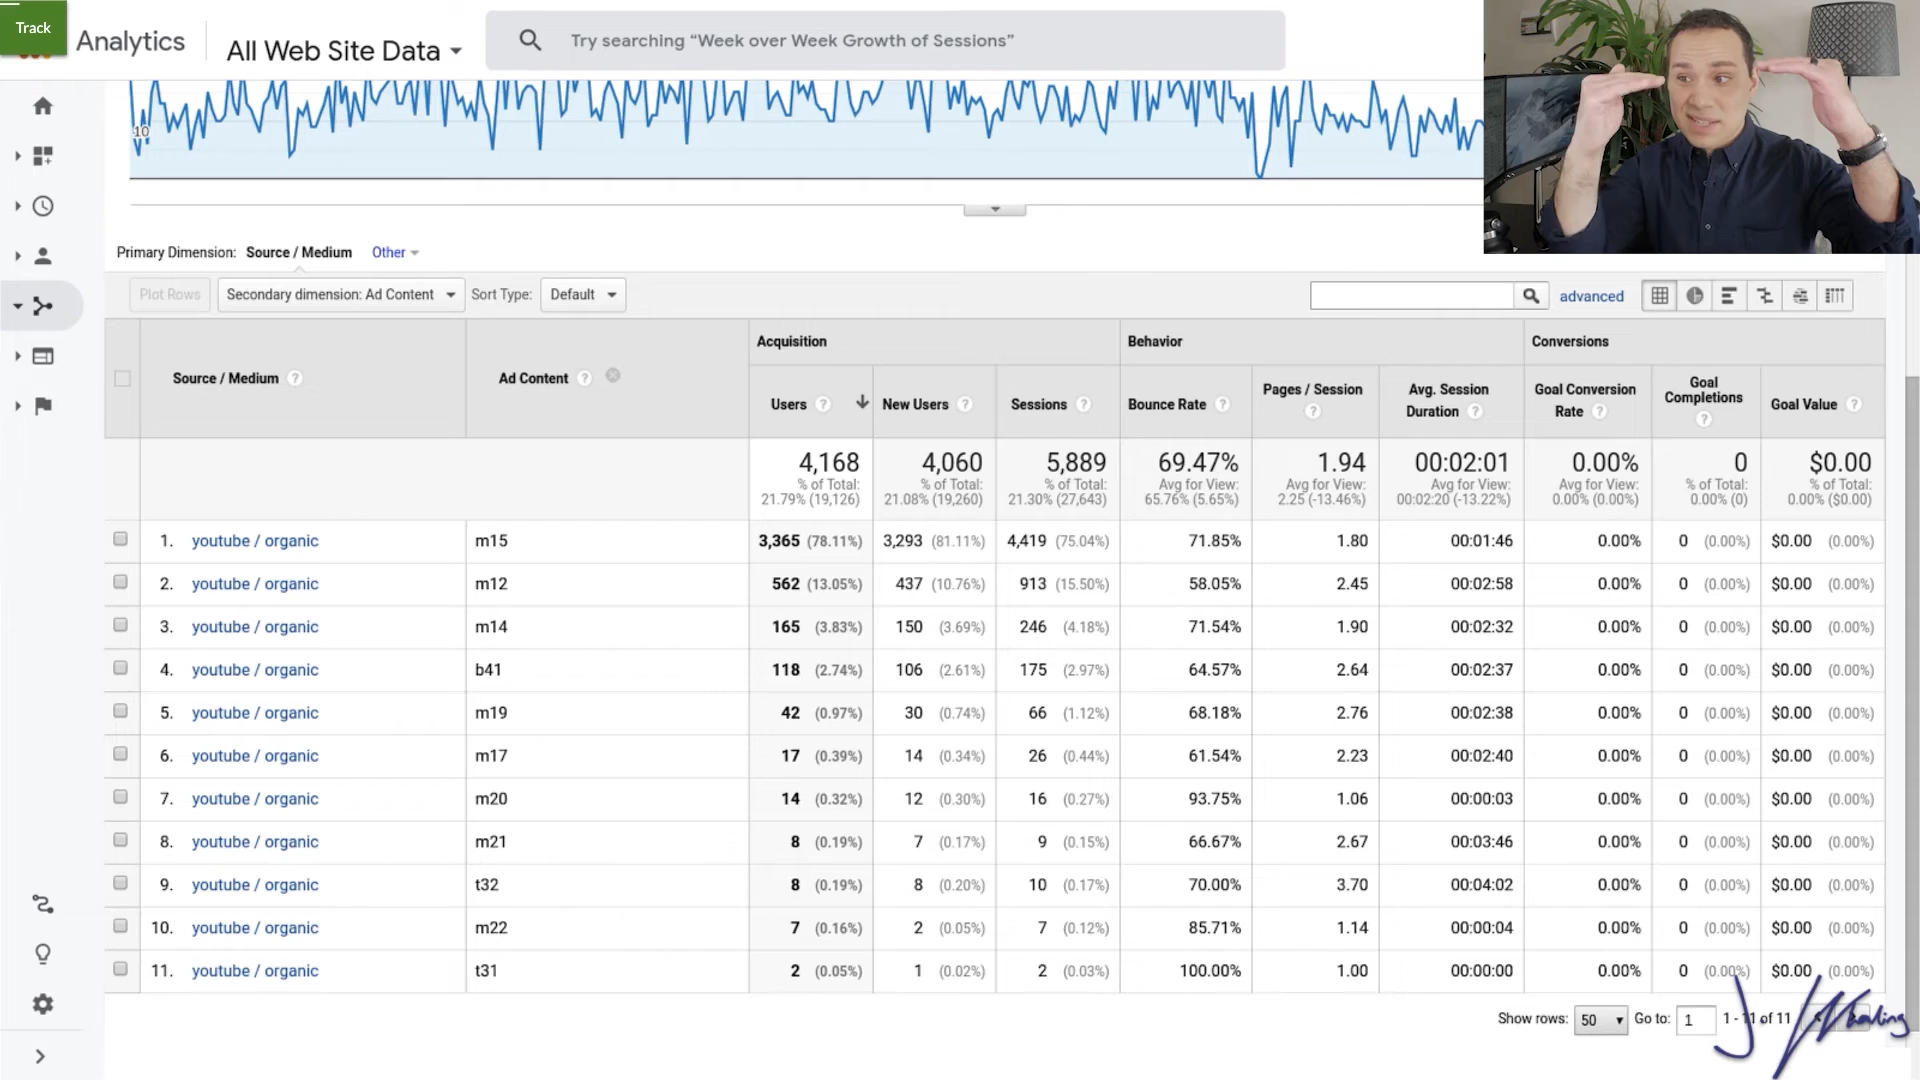 Track
Analytics
All Web Site Data
Try searching “Week over Week Growth of Sessions”
10
Primary Dimension: Source / Medium Other
Plot Rows Secondary dimension: Ad Content Sort Type: Default advanced
Acquisition Behavior Conversions
Source / Medium ? Ad Content ? Users ? New Users ? Sessions ? Bounce Rate ? Pages / Session ? Avg. Session Duration ? Goal Conversion Rate ? Goal Completions ? Goal Value ?
4,168 4,060 5,889 69.47% 1.94 00:02:01 0.00% 0 $0.00
% of Total: % of Total: % of Total: Avg for View: Avg for View: Avg for View: Avg for View: % of Total: % of Total:
21.79% (19,126) 21.08% (19,260) 21.30% (27,643) 65.76% (5.65%) 2.25 (-13.46%) 00:02:20 (-13.22%) 0.00% (0.00%) 0.00% (0) 0.00% ($0.00)
1. youtube / organic m15 3,365 (78.11%) 3,293 (81.11%) 4,419 (75.04%) 71.85% 1.80 00:01:46 0.00% 0 (0.00%) $0.00 (0.00%)
2. youtube / organic m12 562 (13.05%) 437 (10.76%) 913 (15.50%) 58.05% 2.45 00:02:58 0.00% 0 (0.00%) $0.00 (0.00%)
3. youtube / organic m14 165 (3.83%) 150 (3.69%) 246 (4.18%) 71.54% 1.90 00:02:32 0.00% 0 (0.00%) $0.00 (0.00%)
4. youtube / organic b41 118 (2.74%) 106 (2.61%) 175 (2.97%) 64.57% 2.64 00:02:37 0.00% 0 (0.00%) $0.00 (0.00%)
5. youtube / organic m19 42 (0.97%) 30 (0.74%) 66 (1.12%) 68.18% 2.76 00:02:38 0.00% 0 (0.00%) $0.00 (0.00%)
6. youtube / organic m17 17 (0.39%) 14 (0.34%) 26 (0.44%) 61.54% 2.23 00:02:40 0.00% 0 (0.00%) $0.00 (0.00%)
7. youtube / organic m20 14 (0.32%) 12 (0.30%) 16 (0.27%) 93.75% 1.06 00:00:03 0.00% 0 (0.00%) $0.00 (0.00%)
8. youtube / organic m21 8 (0.19%) 7 (0.17%) 9 (0.15%) 66.67% 2.67 00:03:46 0.00% 0 (0.00%) $0.00 (0.00%)
9. youtube / organic t32 8 (0.19%) 8 (0.20%) 10 (0.17%) 70.00% 3.70 00:04:02 0.00% 0 (0.00%) $0.00 (0.00%)
10. youtube / organic m22 7 (0.16%) 2 (0.05%) 7 (0.12%) 85.71% 1.14 00:00:04 0.00% 0 (0.00%) $0.00 (0.00%)
11. youtube / organic t31 2 (0.05%) 1 (0.02%) 2 (0.03%) 100.00% 1.00 00:00:00 0.00% 0 (0.00%) $0.00 (0.00%)
Show rows: 50 Go to: 1 1 - 11 of 11